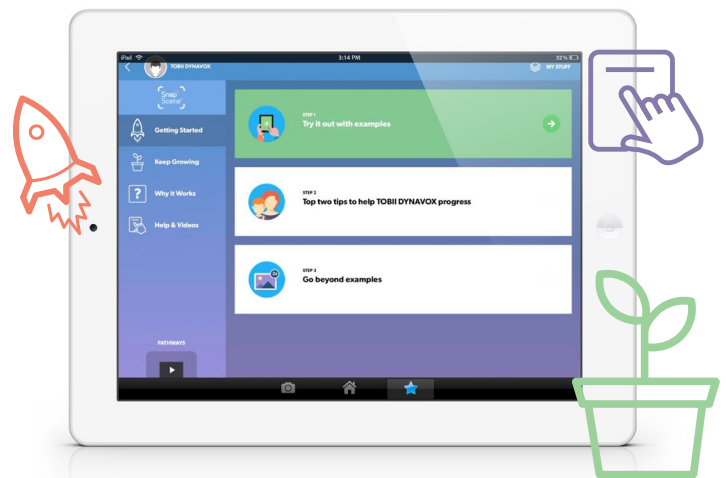 iPad
3:14 PM
32%
TOBII DYNAVOX
MY STUFF
Snap
Scene
Getting Started
Keep Growing
?
Why it Works
Help & Videos
PATHWAYS
STEP 1
Try it out with examples
STEP 2
Top two tips to help TOBII DYNAVOX progress
STEP 3
Go beyond examples